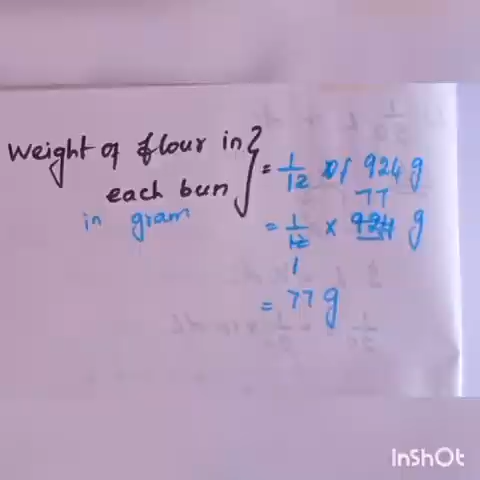 Weight of flour in } = 1/12 of 924 g
each bun
in gram
77
= 1/12 × 924 g
1
= 77 g
InShOt